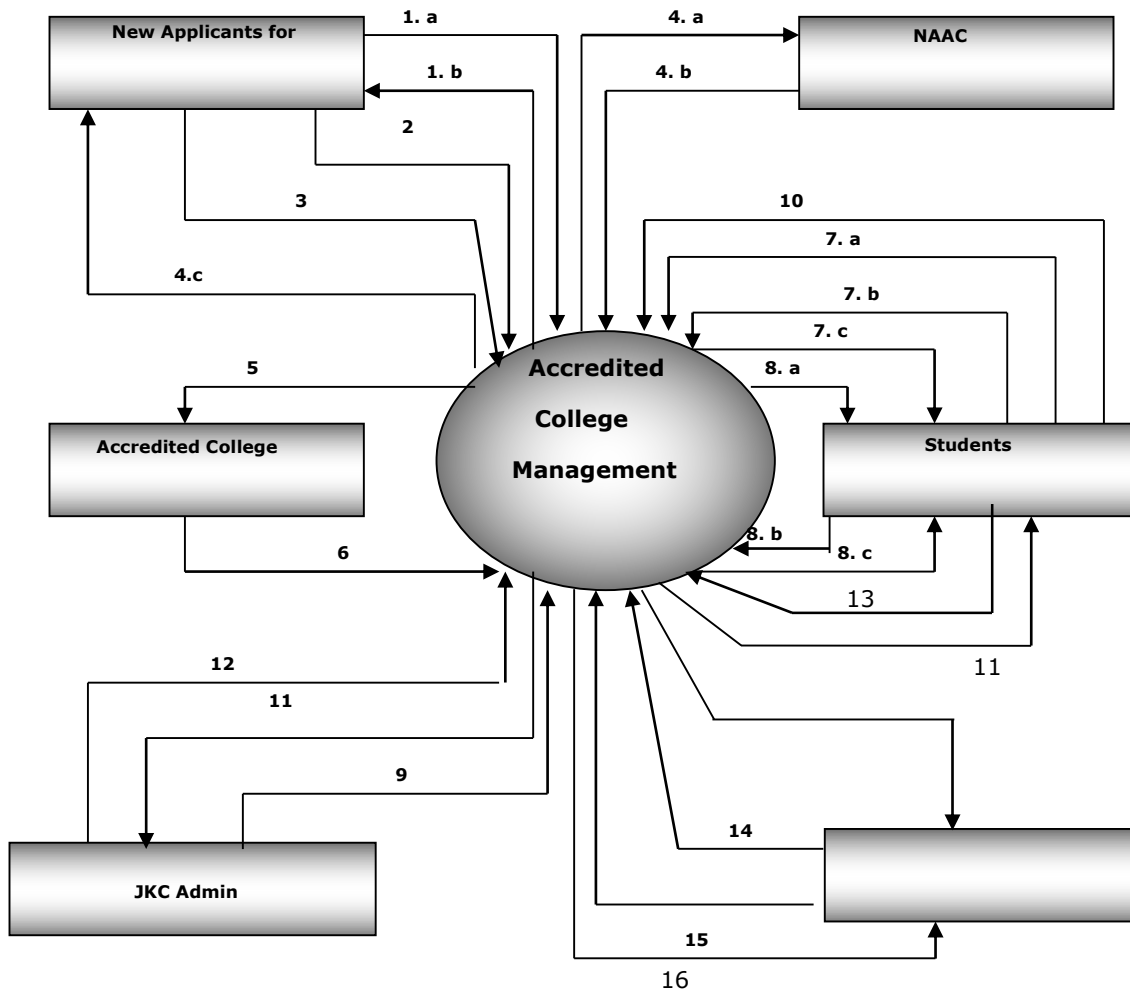 1. a
4. a
New Applicants for
NAAC
1. b
4. b
2
3
10
7. a
4.c
7. b
7. c
Accredited
College
Management
5
8. a
Accredited College
Students
8. b
6
8. c
13
12
11
11
9
14
JKC Admin
15
16